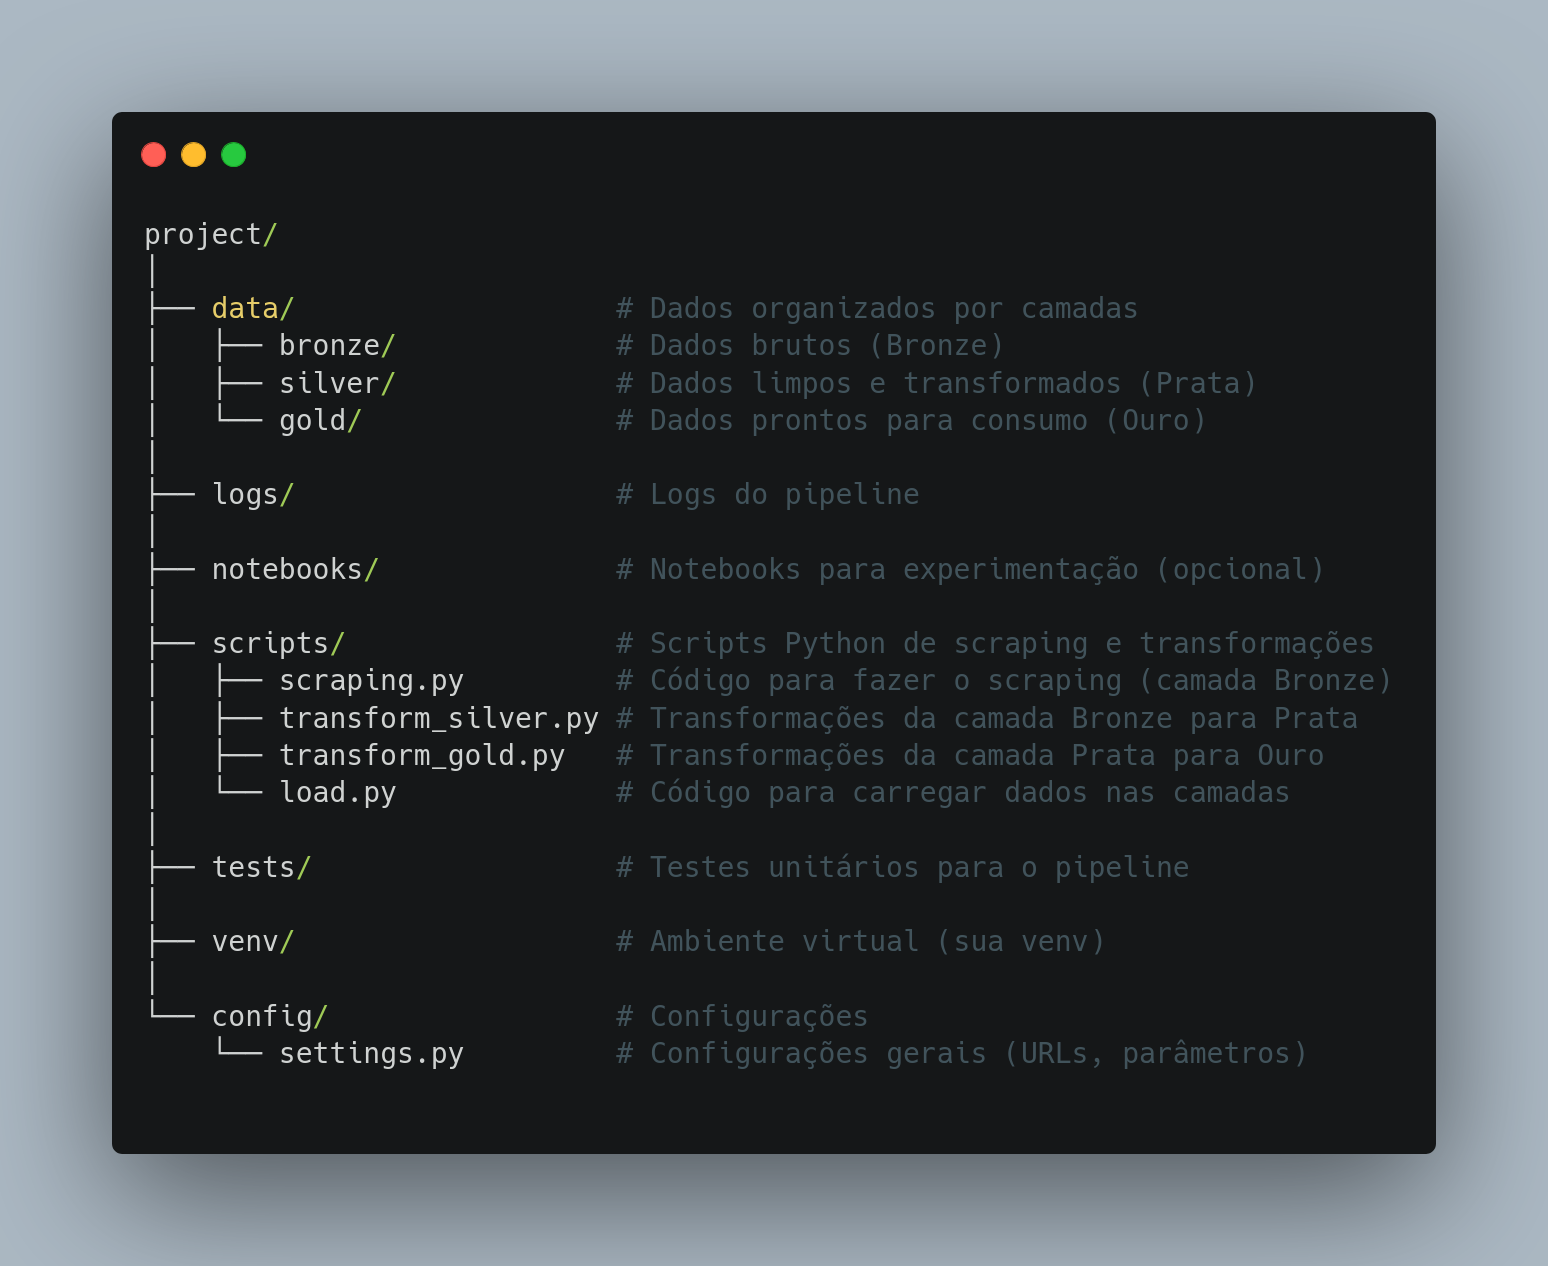 project/
│
├── data/                   # Dados organizados por camadas
│   ├── bronze/             # Dados brutos (Bronze)
│   ├── silver/             # Dados limpos e transformados (Prata)
│   └── gold/               # Dados prontos para consumo (Ouro)
│
├── logs/                   # Logs do pipeline
│
├── notebooks/              # Notebooks para experimentação (opcional)
│
├── scripts/                # Scripts Python de scraping e transformações
│   ├── scraping.py         # Código para fazer o scraping (camada Bronze)
│   ├── transform_silver.py # Transformações da camada Bronze para Prata
│   ├── transform_gold.py   # Transformações da camada Prata para Ouro
│   └── load.py             # Código para carregar dados nas camadas
│
├── tests/                  # Testes unitários para o pipeline
│
├── venv/                   # Ambiente virtual (sua venv)
│
└── config/                 # Configurações
    └── settings.py         # Configurações gerais (URLs, parâmetros)